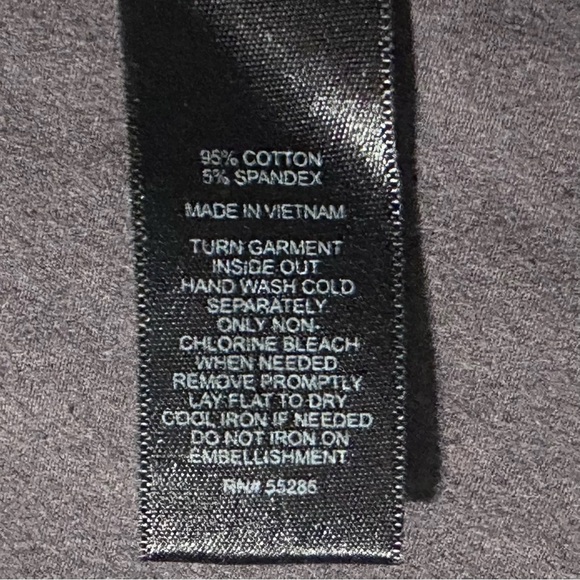 95% COTTON
5% SPANDEX
MADE IN VIETNAM
TURN GARMENT
INSIDE OUT
HAND WASH COLD
SEPARATELY
ONLY NON-
CHLORINE BLEACH
WHEN NEEDED
REMOVE PROMPTLY
LAY FLAT TO DRY
COOL IRON IF NEEDED
DO NOT IRON ON
EMBELLISHMENT
RN# 55285